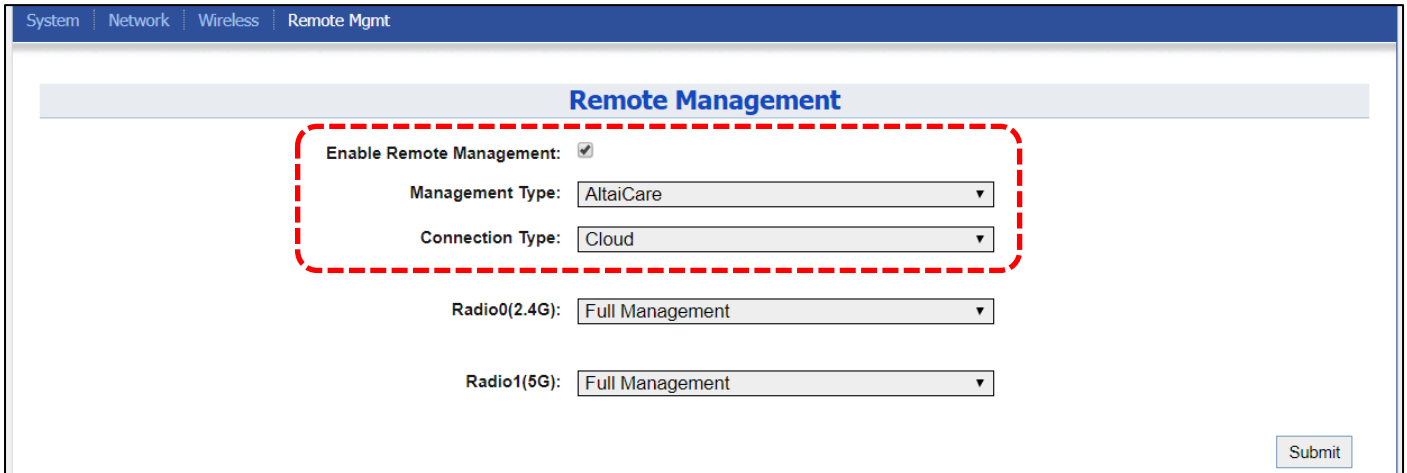 System Network Wireless Remote Mgmt
Remote Management
Enable Remote Management:
Management Type: AltaiCare
Connection Type: Cloud
Radio0(2.4G): Full Management
Radio1(5G): Full Management
Submit